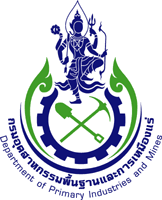 กรมอุตสาหกรรมพื้นฐานและการเหมืองแร่
Department of Primary Industries and Mines